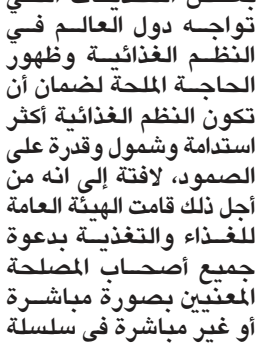 تواجه دول العالم في
النظم الغذائية وظهور
الحاجة الملحة لضمان أن
تكون النظم الغذائية أكثر
استدامة وشمول وقدرة على
الصمود، لافتة إلى انه من
أجل ذلك قامت الهيئة العامة
للغذاء والتغذية بدعوة
جميع أصحاب المصلحة
المعنيين بصورة مباشرة
أو غير مباشرة في سلسلة